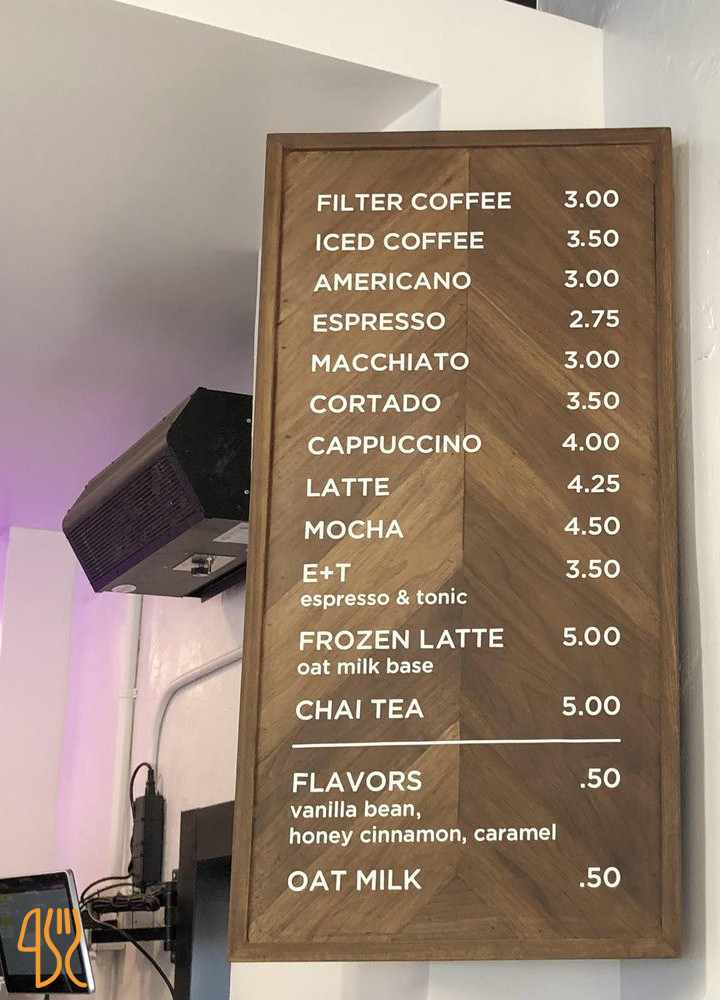 FILTER COFFEE 3.00
ICED COFFEE 3.50
AMERICANO 3.00
ESPRESSO 2.75
MACCHIATO 3.00
CORTADO 3.50
CAPPUCCINO 4.00
LATTE 4.25
MOCHA 4.50
E+T 3.50
espresso & tonic
FROZEN LATTE 5.00
oat milk base
CHAI TEA 5.00
FLAVORS .50
vanilla bean,
honey cinnamon, caramel
OAT MILK .50